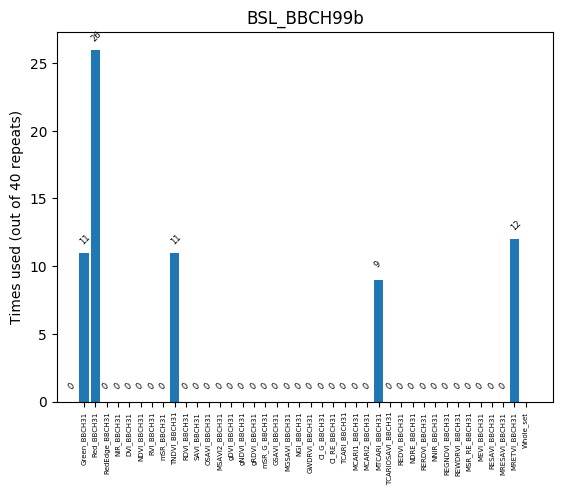 BSL_BBCH99b
Times used (out of 40 repeats)
25
20
15
10
5
0
0 11 26 0 0 0 0 0 0 11 0 0 0 0 0 0 0 0 0 0 0 0 0 0 0 0 0 9 0 0 0 0 0 0 0 0 0 0 0 12
Green_BBCH31
Red_BBCH31
RedEdge_BBCH31
NIR_BBCH31
DVI_BBCH31
NDVI_BBCH31
RVI_BBCH31
mSR_BBCH31
TNDVI_BBCH31
RDVI_BBCH31
SAVI_BBCH31
OSAVI_BBCH31
MSAVI2_BBCH31
gDVI_BBCH31
gNDVI_BBCH31
gRDVI_BBCH31
mSR_G_BBCH31
GSAVI_BBCH31
MGSAVI_BBCH31
NGI_BBCH31
GWDRVI_BBCH31
CI_G_BBCH31
CI_RE_BBCH31
TCARI_BBCH31
MCARI1_BBCH31
MCARI2_BBCH31
MTCARI_BBCH31
TCARIOSAVI_BBCH31
REDVI_BBCH31
NDRE_BBCH31
RERDVI_BBCH31
NNIR_BBCH31
REGNDVI_BBCH31
REWDRVI_BBCH31
MSR_RE_BBCH31
MEVI_BBCH31
RESAVI_BBCH31
MRESAVI_BBCH31
MRETVI_BBCH31
Whole_set